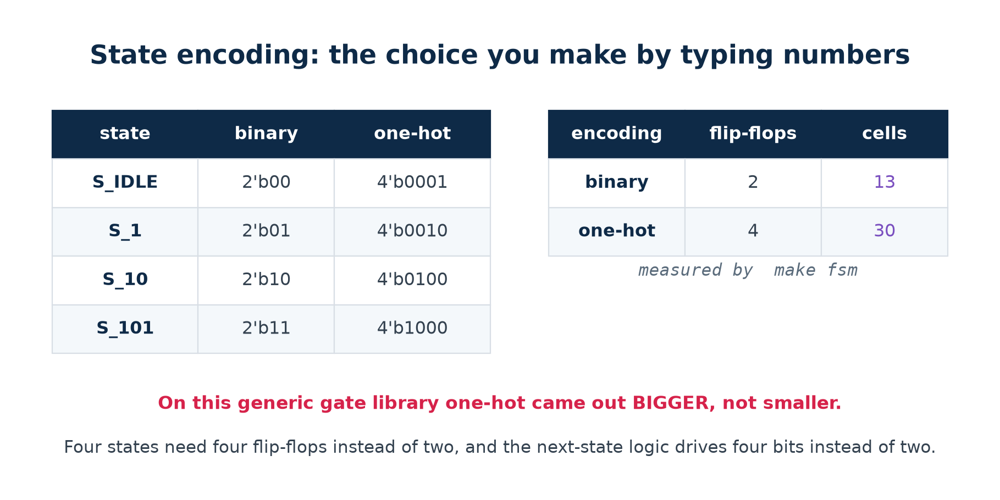 State encoding: the choice you make by typing numbers
state binary one-hot
S_IDLE 2'b00 4'b0001
S_1 2'b01 4'b0010
S_10 2'b10 4'b0100
S_101 2'b11 4'b1000
encoding flip-flops cells
binary 2 13
one-hot 4 30
measured by make fsm
On this generic gate library one-hot came out BIGGER, not smaller.
Four states need four flip-flops instead of two, and the next-state logic drives four bits instead of two.